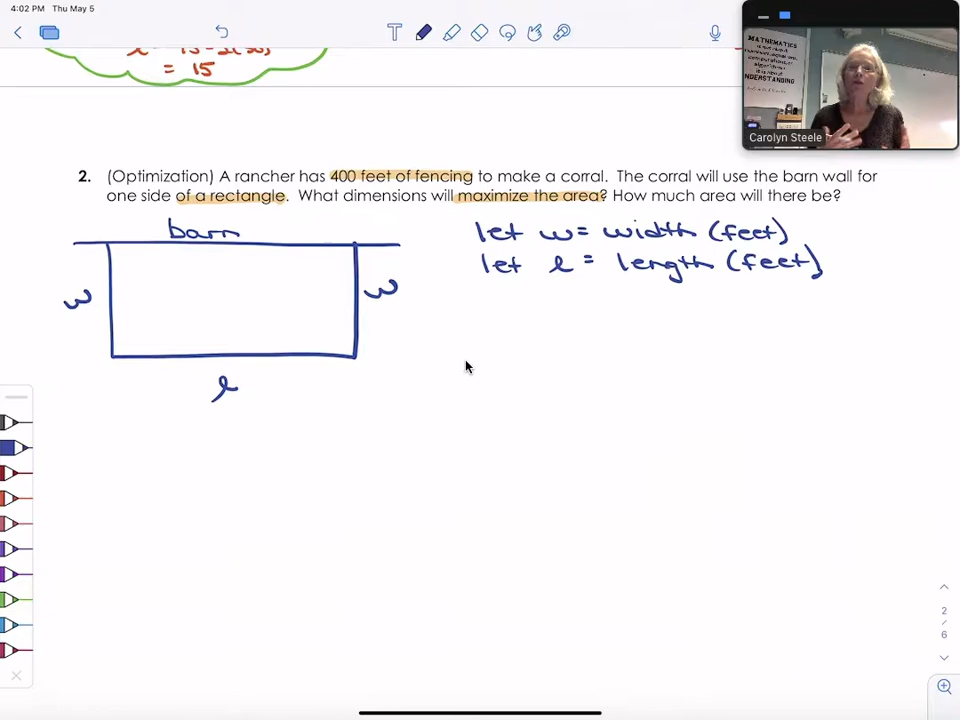 4:02 PM Thu May 5
= 15
MATHEMATICS
UNDERSTANDING
Carolyn Steele
2. (Optimization) A rancher has 400 feet of fencing to make a corral. The corral will use the barn wall for
one side of a rectangle. What dimensions will maximize the area? How much area will there be?
barn
let w = width (feet)
let l = length (feet)
w
w
l
2
/
6